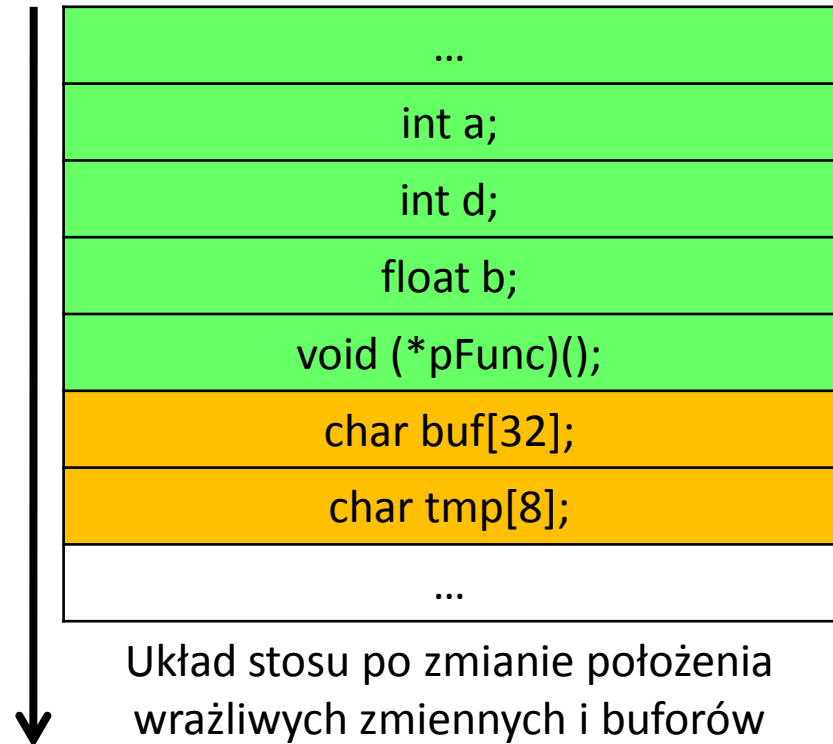 ...
int a;
int d;
float b;
void (*pFunc)();
char buf[32];
char tmp[8];
...
Układ stosu po zmianie położenia
wrażliwych zmiennych i buforów